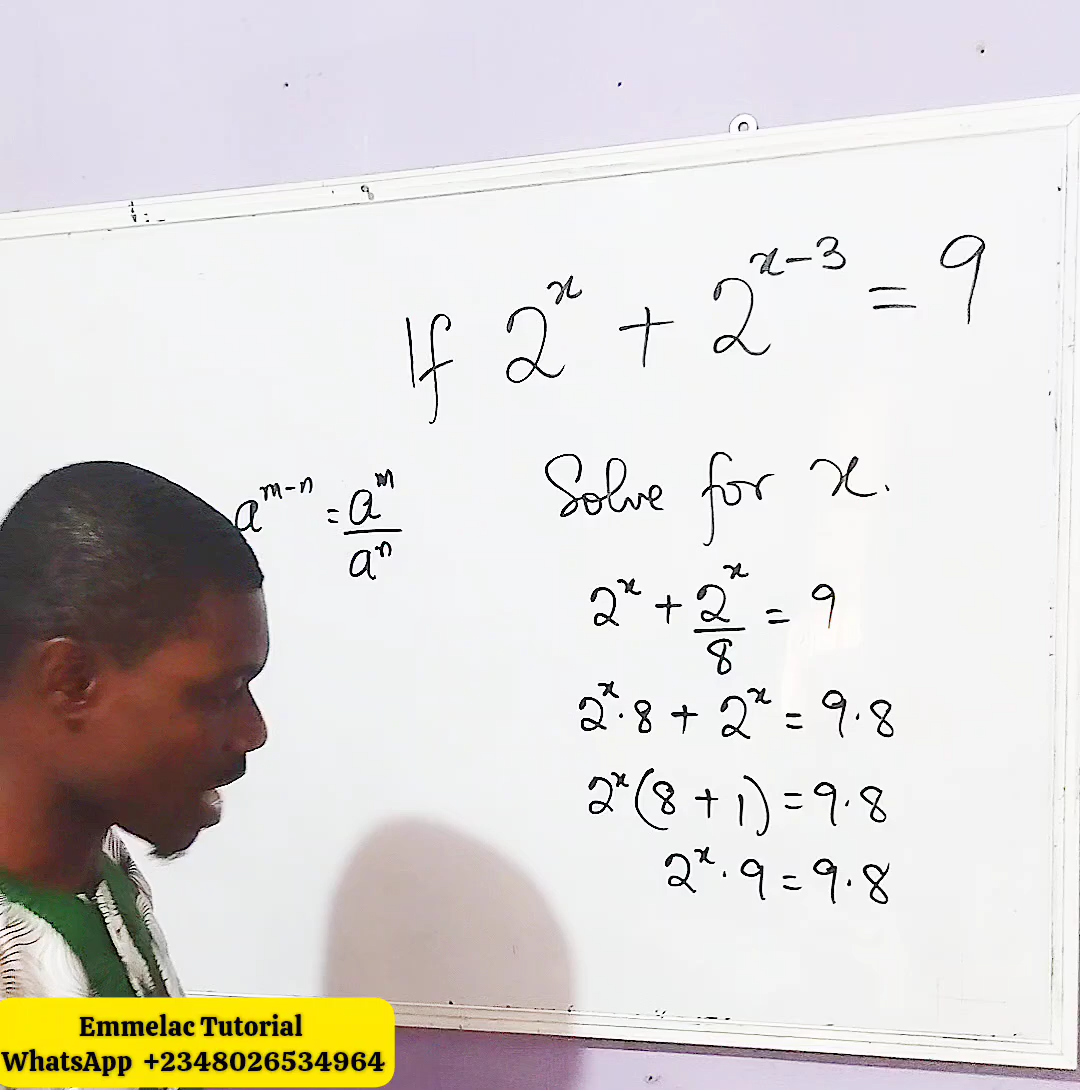 If 2^x + 2^(x-3) = 9
Solve for x.
a^(m-n) = a^m/a^n
2^x + 2^x/8 = 9
2^x · 8 + 2^x = 9 · 8
2^x (8 + 1) = 9 · 8
2^x · 9 = 9 · 8
Emmelac Tutorial
WhatsApp +2348026534964